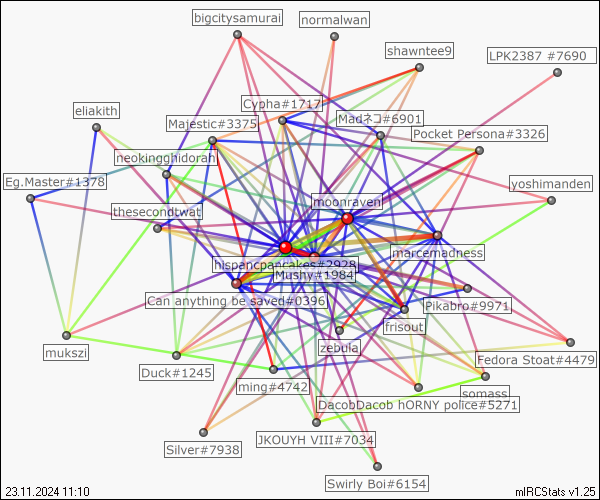 bigcitysamurai
normalwan
shawntee9
LPK2387 #7690
Cypha#1717
eliakith
Majestic#3375
Madネコ#6901
Pocket Persona#3326
neokingghidorah
Eg.Master#1378
yoshimanden
moonraven
thesecondtwat
marcemadness
hispancpancakes#2928
Mushy#1984
Can anything be saved#0396
Pikabro#9971
frisout
zebulaj
mukszi
Fedora Stoat#4479
Duck#1245
ming#4742
somass
DacobDacob hORNY police#5271
JKOUYH VIII#7034
Silver#7938
Swirly Boi#6154
23.11.2024 11:10
mIRCStats v1.25